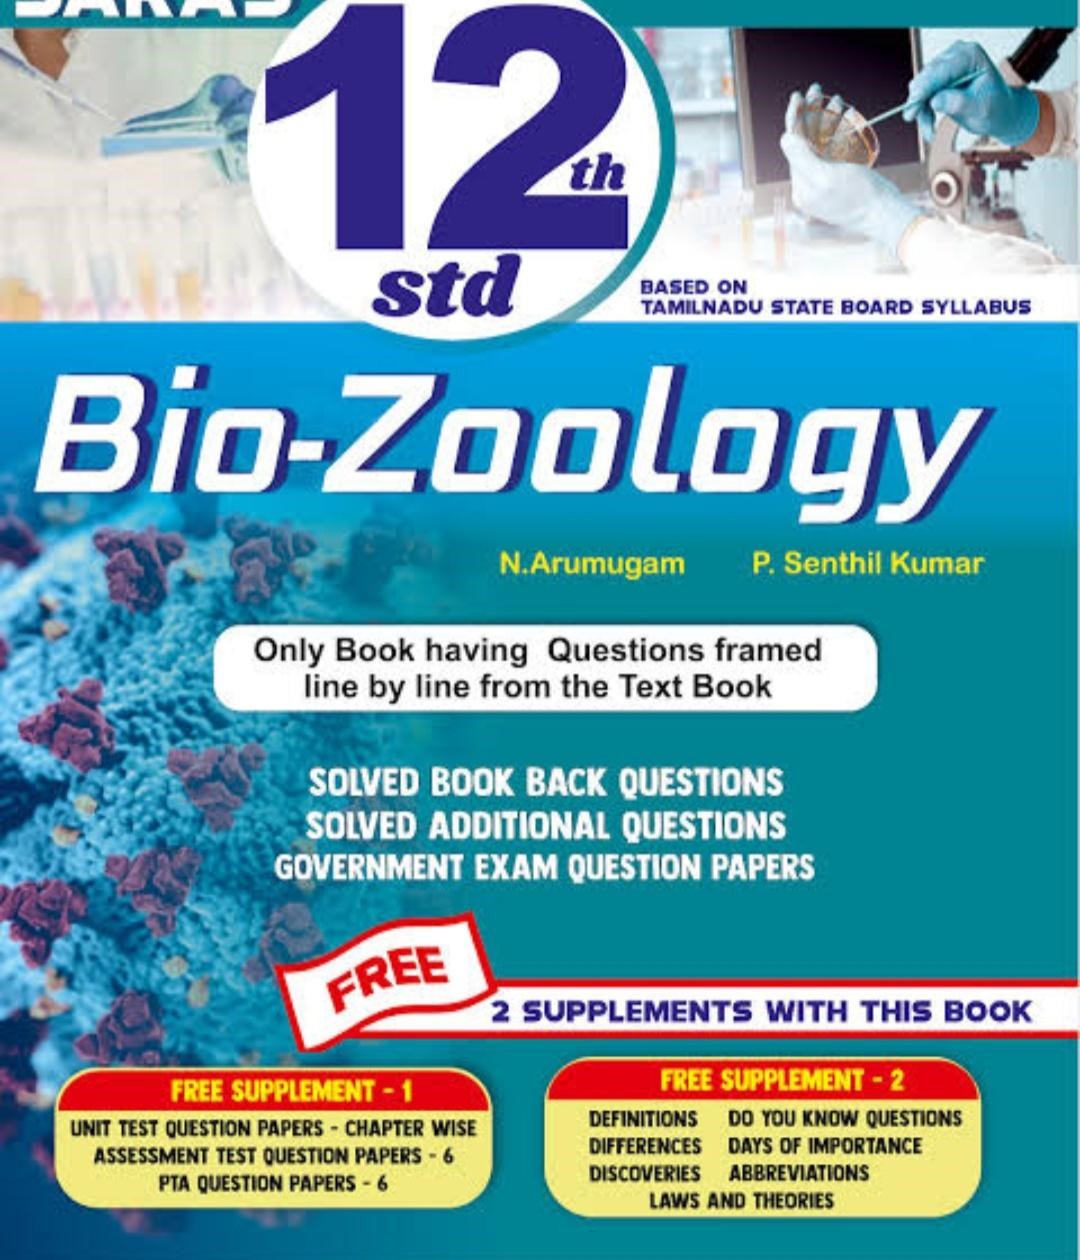 SARAS
12th
std
BASED ON
TAMILNADU STATE BOARD SYLLABUS
Bio-Zoology
N.Arumugam P. Senthil Kumar
Only Book having Questions framed
line by line from the Text Book
SOLVED BOOK BACK QUESTIONS
SOLVED ADDITIONAL QUESTIONS
GOVERNMENT EXAM QUESTION PAPERS
FREE
2 SUPPLEMENTS WITH THIS BOOK
FREE SUPPLEMENT - 1
UNIT TEST QUESTION PAPERS - CHAPTER WISE
ASSESSMENT TEST QUESTION PAPERS - 6
PTA QUESTION PAPERS - 6
FREE SUPPLEMENT - 2
DEFINITIONS DO YOU KNOW QUESTIONS
DIFFERENCES DAYS OF IMPORTANCE
DISCOVERIES ABBREVIATIONS
LAWS AND THEORIES